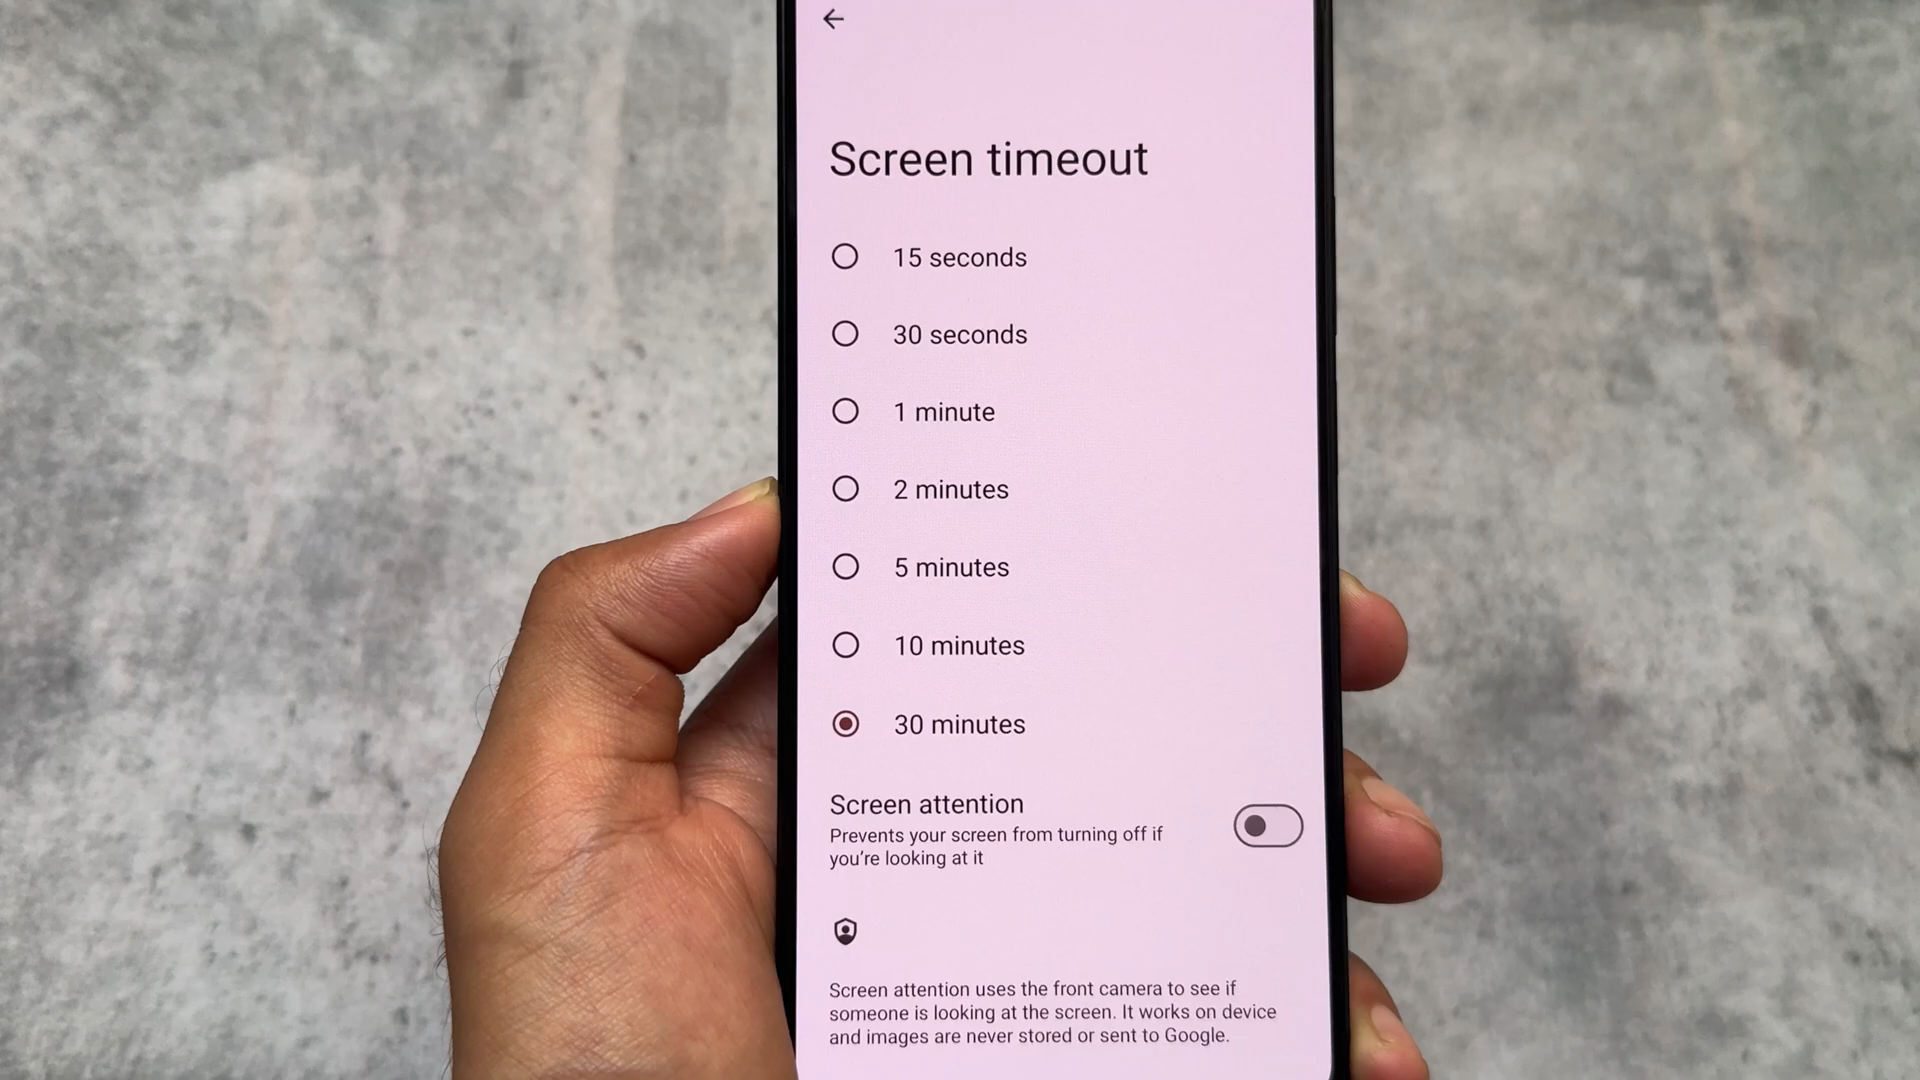 Screen timeout
15 seconds
30 seconds
1 minute
2 minutes
5 minutes
10 minutes
30 minutes
Screen attention
Prevents your screen from turning off if
you’re looking at it
Screen attention uses the front camera to see if
someone is looking at the screen. It works on device
and images are never stored or sent to Google.